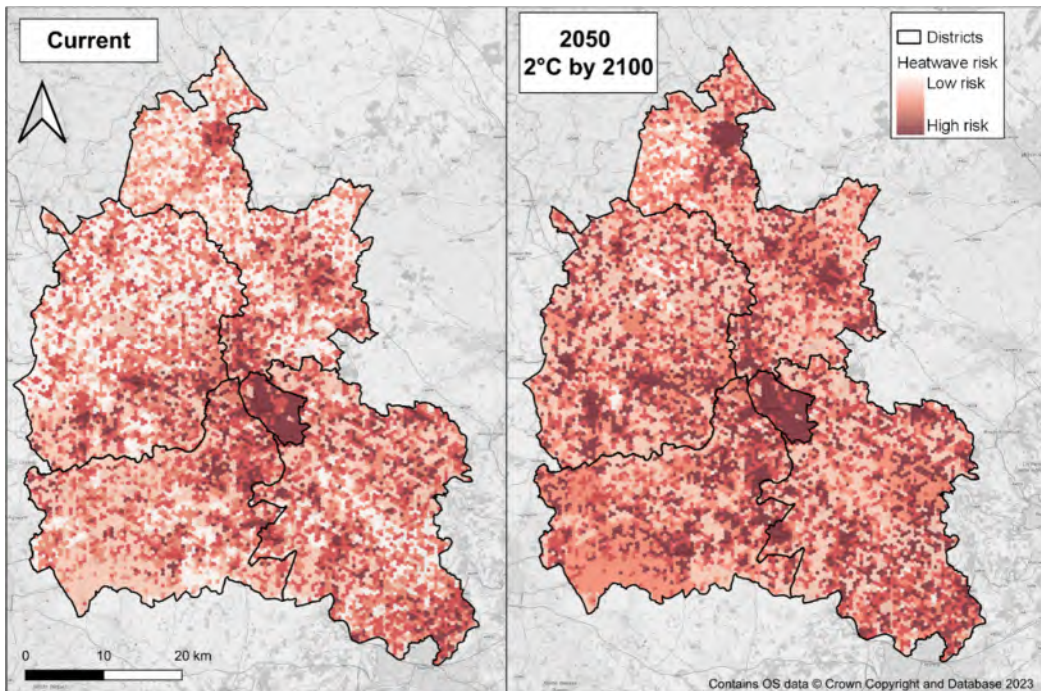 Current
0
10
20 km
2050
2°C by 2100
Districts
Heatwave risk
Low risk
High risk
Contains OS data © Crown Copyright and Database 2023